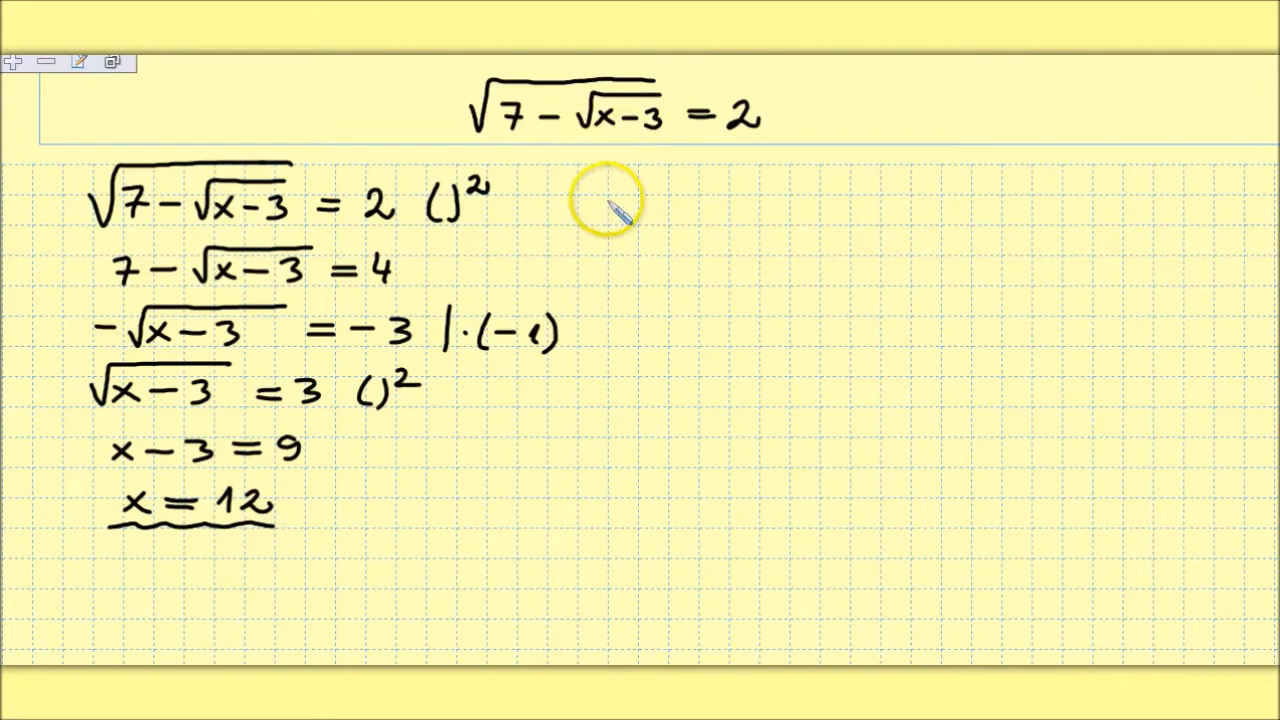 √(7 − √(x−3)) = 2
√(7 − √(x−3)) = 2 ()²
7 − √(x−3) = 4
−√(x−3) = −3 | · (−1)
√(x−3) = 3 ()²
x − 3 = 9
x = 12